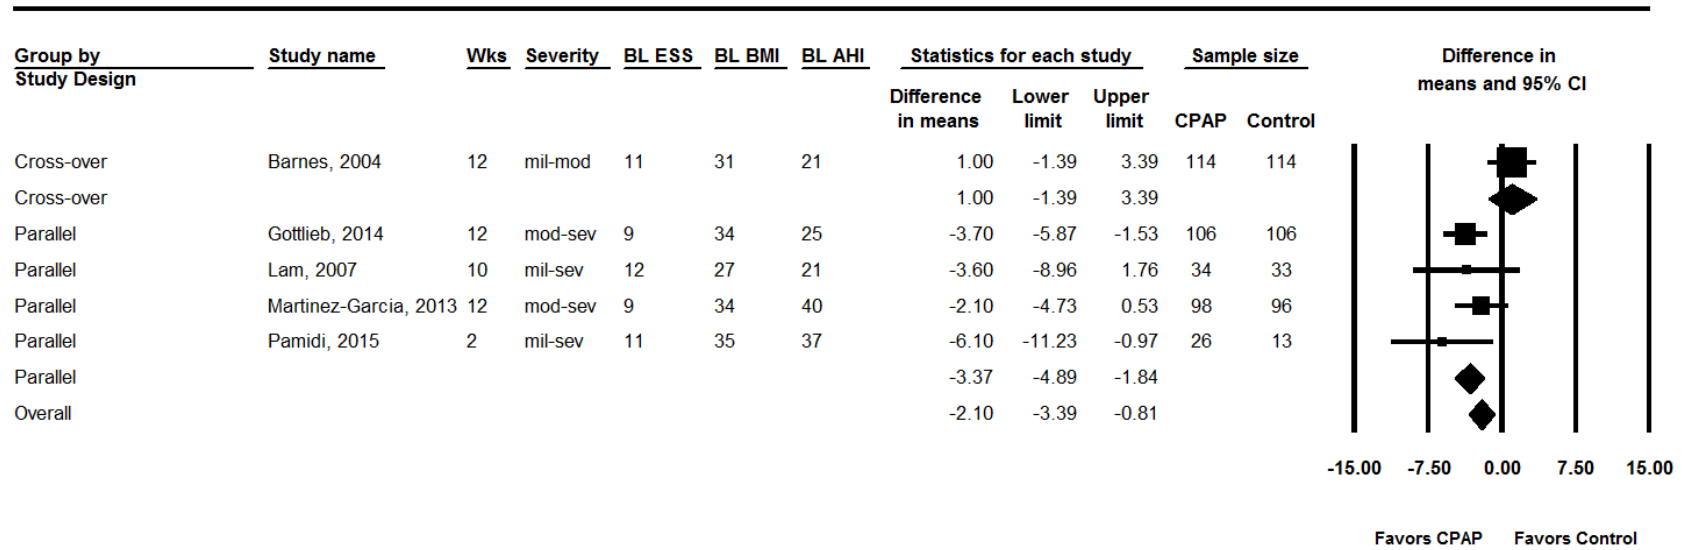 Group by Study name Wks Severity BL ESS BL BMI BL AHI Statistics for each study Sample size Difference in
Study Design means and 95% CI
Difference Lower Upper
in means limit limit CPAP Control
Cross-over Barnes, 2004 12 mil-mod 11 31 21 1.00 -1.39 3.39 114 114
Cross-over 1.00 -1.39 3.39
Parallel Gottlieb, 2014 12 mod-sev 9 34 25 -3.70 -5.87 -1.53 106 106
Parallel Lam, 2007 10 mil-sev 12 27 21 -3.60 -8.96 1.76 34 33
Parallel Martinez-Garcia, 2013 12 mod-sev 9 34 40 -2.10 -4.73 0.53 98 96
Parallel Pamidi, 2015 2 mil-sev 11 35 37 -6.10 -11.23 -0.97 26 13
Parallel -3.37 -4.89 -1.84
Overall -2.10 -3.39 -0.81
-15.00 -7.50 0.00 7.50 15.00
Favors CPAP Favors Control